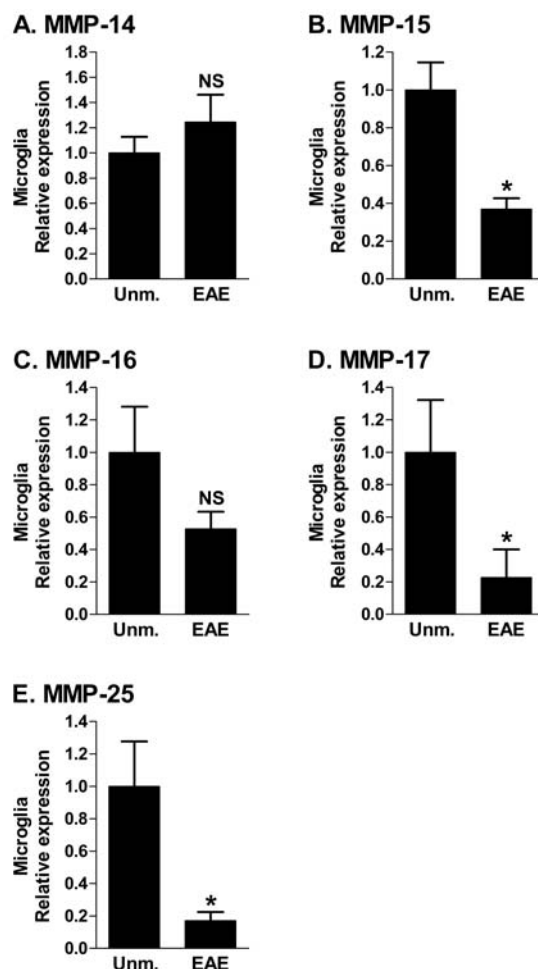 A. MMP-14
Microglia
Relative expression
1.8
1.6
1.4
1.2
1.0
0.8
0.6
0.4
0.2
0.0
NS
Unm. EAE
B. MMP-15
Microglia
Relative expression
1.2
1.0
0.8
0.6
0.4
0.2
0.0
*
Unm. EAE
C. MMP-16
Microglia
Relative expression
1.4
1.2
1.0
0.8
0.6
0.4
0.2
0.0
NS
Unm. EAE
D. MMP-17
Microglia
Relative expression
1.4
1.2
1.0
0.8
0.6
0.4
0.2
0.0
*
Unm. EAE
E. MMP-25
Microglia
Relative expression
1.4
1.2
1.0
0.8
0.6
0.4
0.2
0.0
*
Unm. EAE